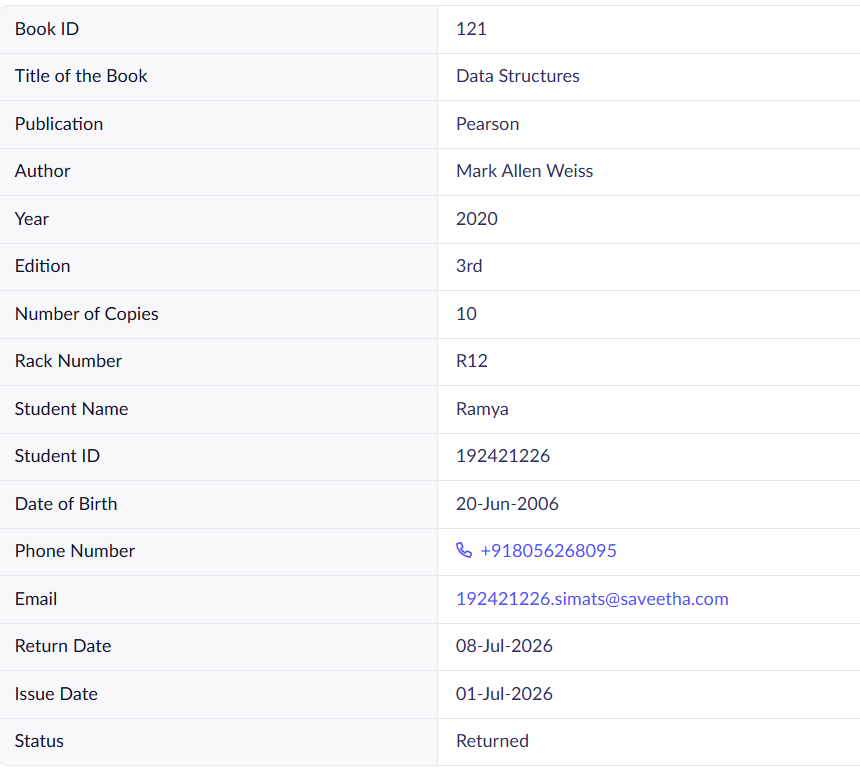 Book ID 121
Title of the Book Data Structures
Publication Pearson
Author Mark Allen Weiss
Year 2020
Edition 3rd
Number of Copies 10
Rack Number R12
Student Name Ramya
Student ID 192421226
Date of Birth 20-Jun-2006
Phone Number +918056268095
Email 192421226.simats@saveetha.com
Return Date 08-Jul-2026
Issue Date 01-Jul-2026
Status Returned